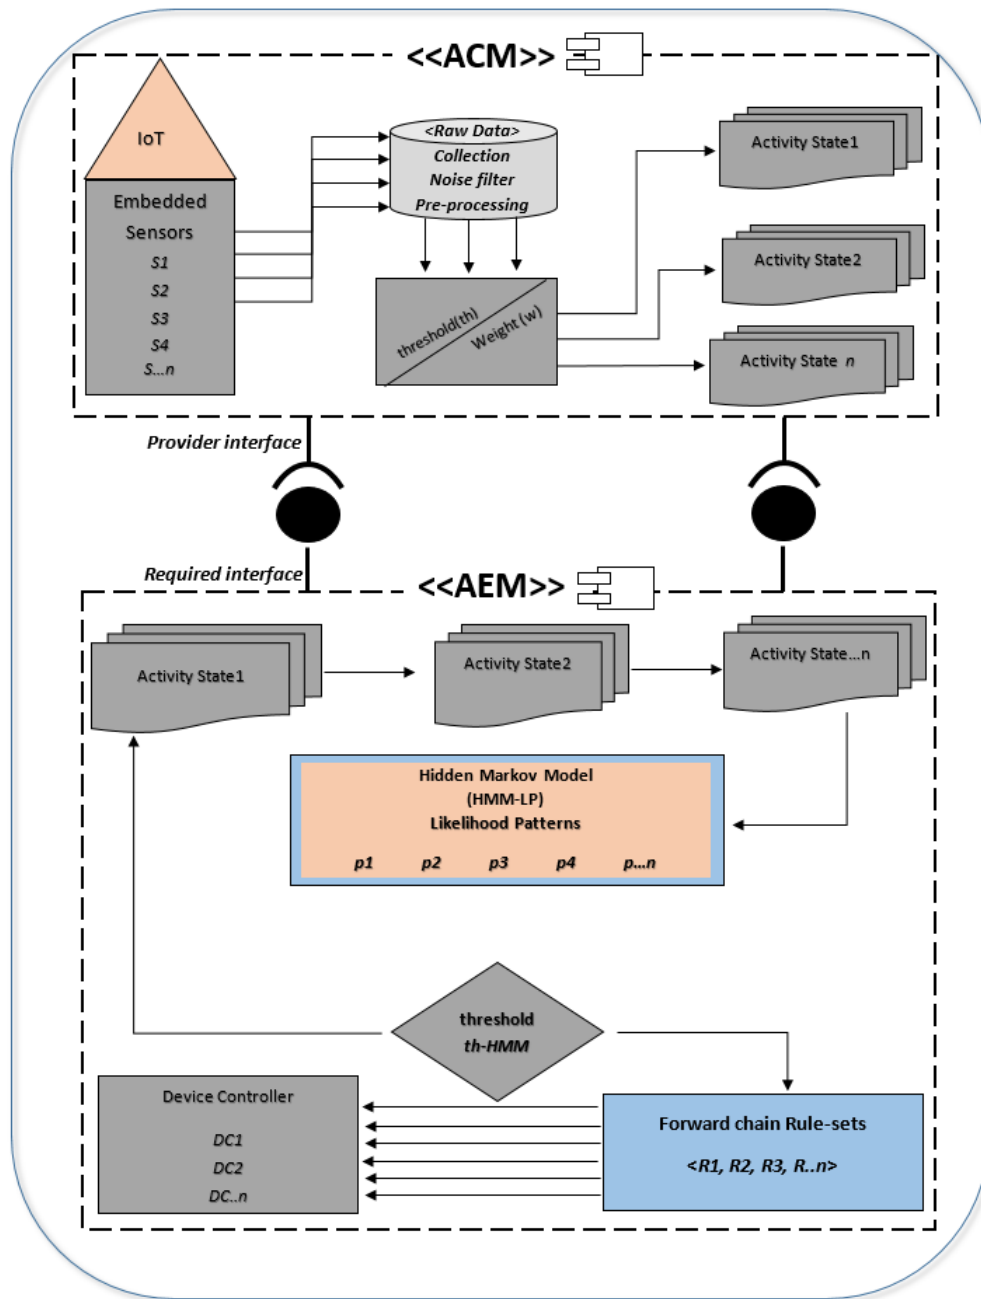 <<ACM>>
IoT
Embedded
Sensors
S1
S2
S3
S4
S...n
<Raw Data>
Collection
Noise filter
Pre-processing
threshold(th)
Weight (w)
Activity State1
Activity State2
Activity State n
Provider interface
Required interface
<<AEM>>
Activity State1
Activity State2
Activity State...n
Hidden Markov Model
(HMM-LP)
Likelihood Patterns
p1 p2 p3 p4 p...n
threshold
th-HMM
Device Controller
DC1
DC2
DC..n
Forward chain Rule-sets
<R1, R2, R3, R..n>